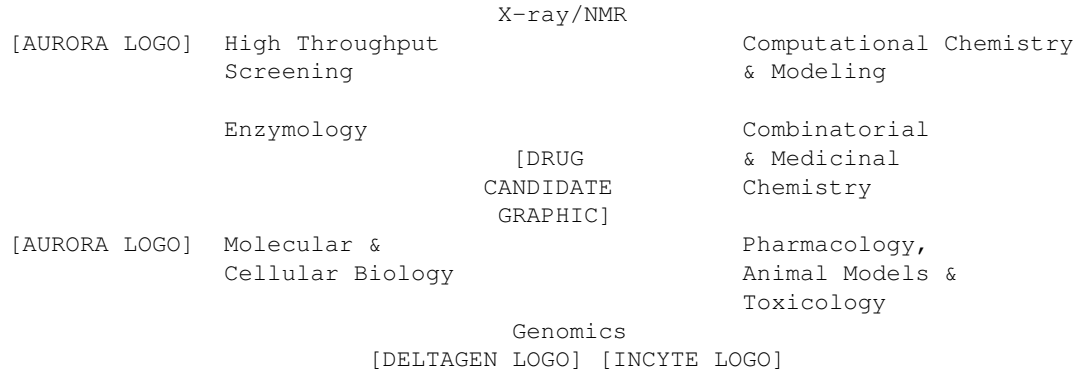 X-ray/NMR
[AURORA LOGO] High Throughput Computational Chemistry
Screening & Modeling
Enzymology Combinatorial
[DRUG & Medicinal
CANDIDATE Chemistry
GRAPHIC]
[AURORA LOGO] Molecular & Pharmacology,
Cellular Biology Animal Models &
Toxicology
Genomics
[DELTAGEN LOGO] [INCYTE LOGO]